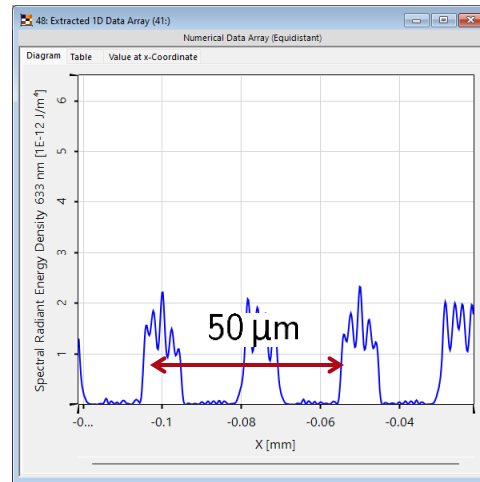 48: Extracted 1D Data Array (41:)
Numerical Data Array (Equidistant)
Diagram Table Value at x-Coordinate
Spectral Radiant Energy Density 633 nm [1E-12 J/m⁴]
6
5
4
3
2
1
50 µm
-0... -0.1 -0.08 -0.06 -0.04
X [mm]